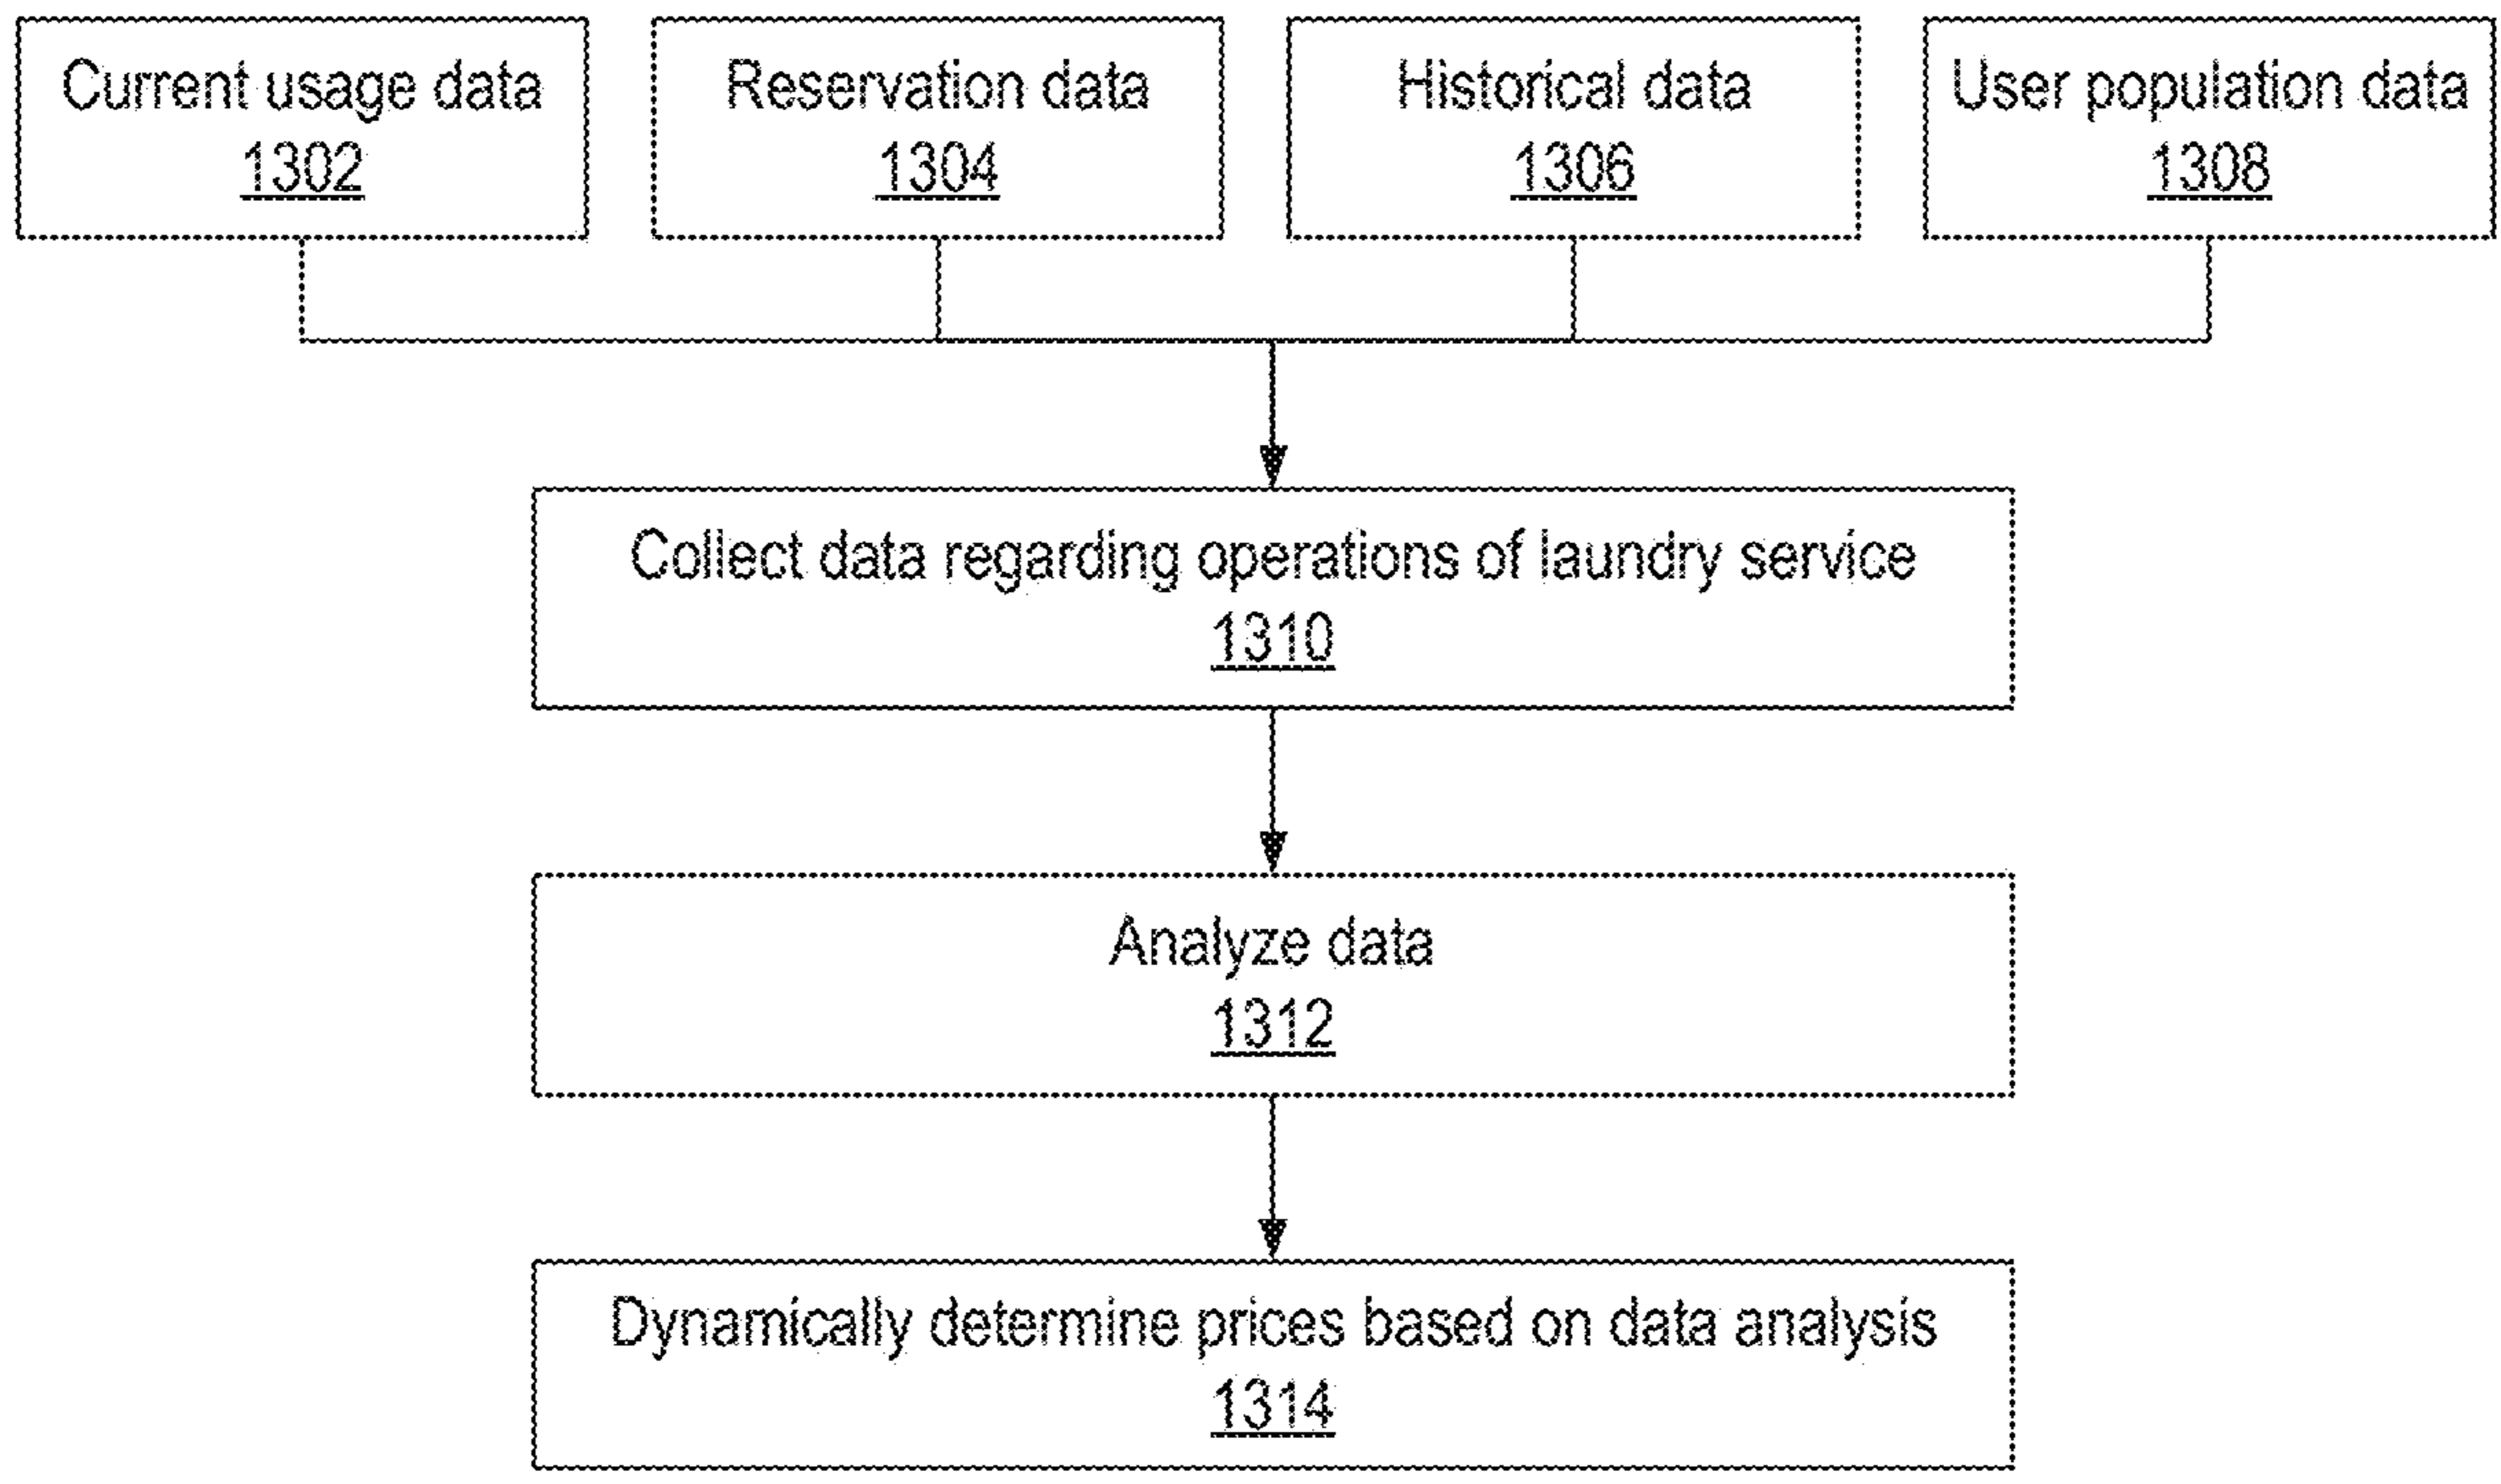 Current usage data
1302
Reservation data
1304
Historical data
1306
User population data
1308
Collect data regarding operations of laundry service
1310
Analyze data
1312
Dynamically determine prices based on data analysis
1314